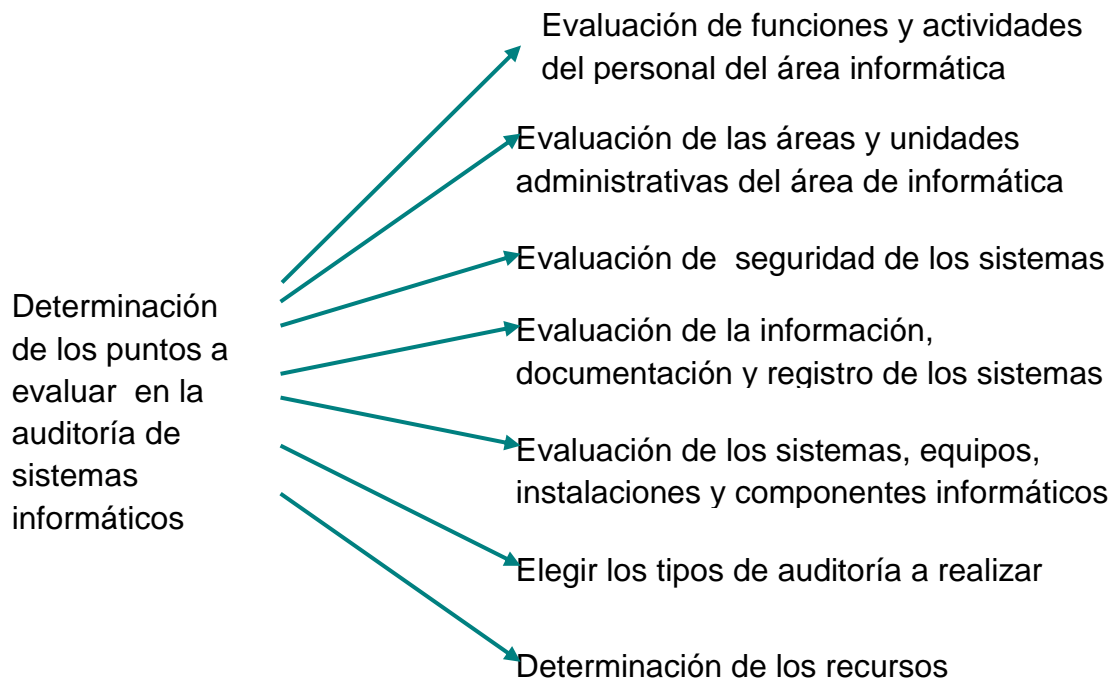 Evaluación de funciones y actividades
del personal del área informática
Evaluación de las áreas y unidades
administrativas del área de informática
Evaluación de  seguridad de los sistemas
Determinación
de los puntos a
evaluar  en la
auditoría de
sistemas
informáticos
Evaluación de la información,
documentación y registro de los sistemas
Evaluación de los sistemas, equipos,
instalaciones y componentes informáticos
Elegir los tipos de auditoría a realizar
Determinación de los recursos